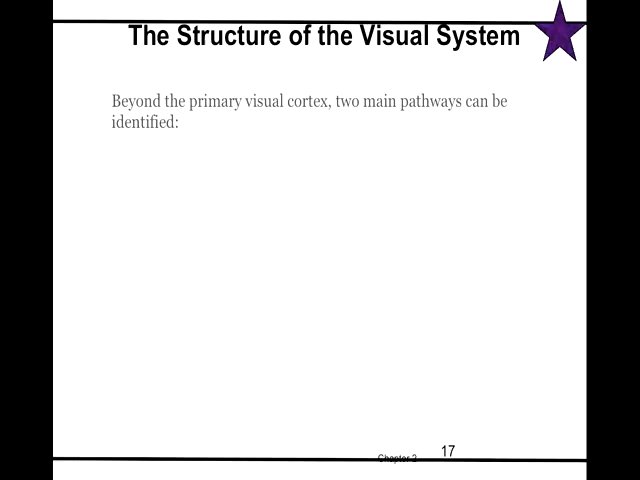 The Structure of the Visual System
Beyond the primary visual cortex, two main pathways can be
identified:
17
Chapter 2